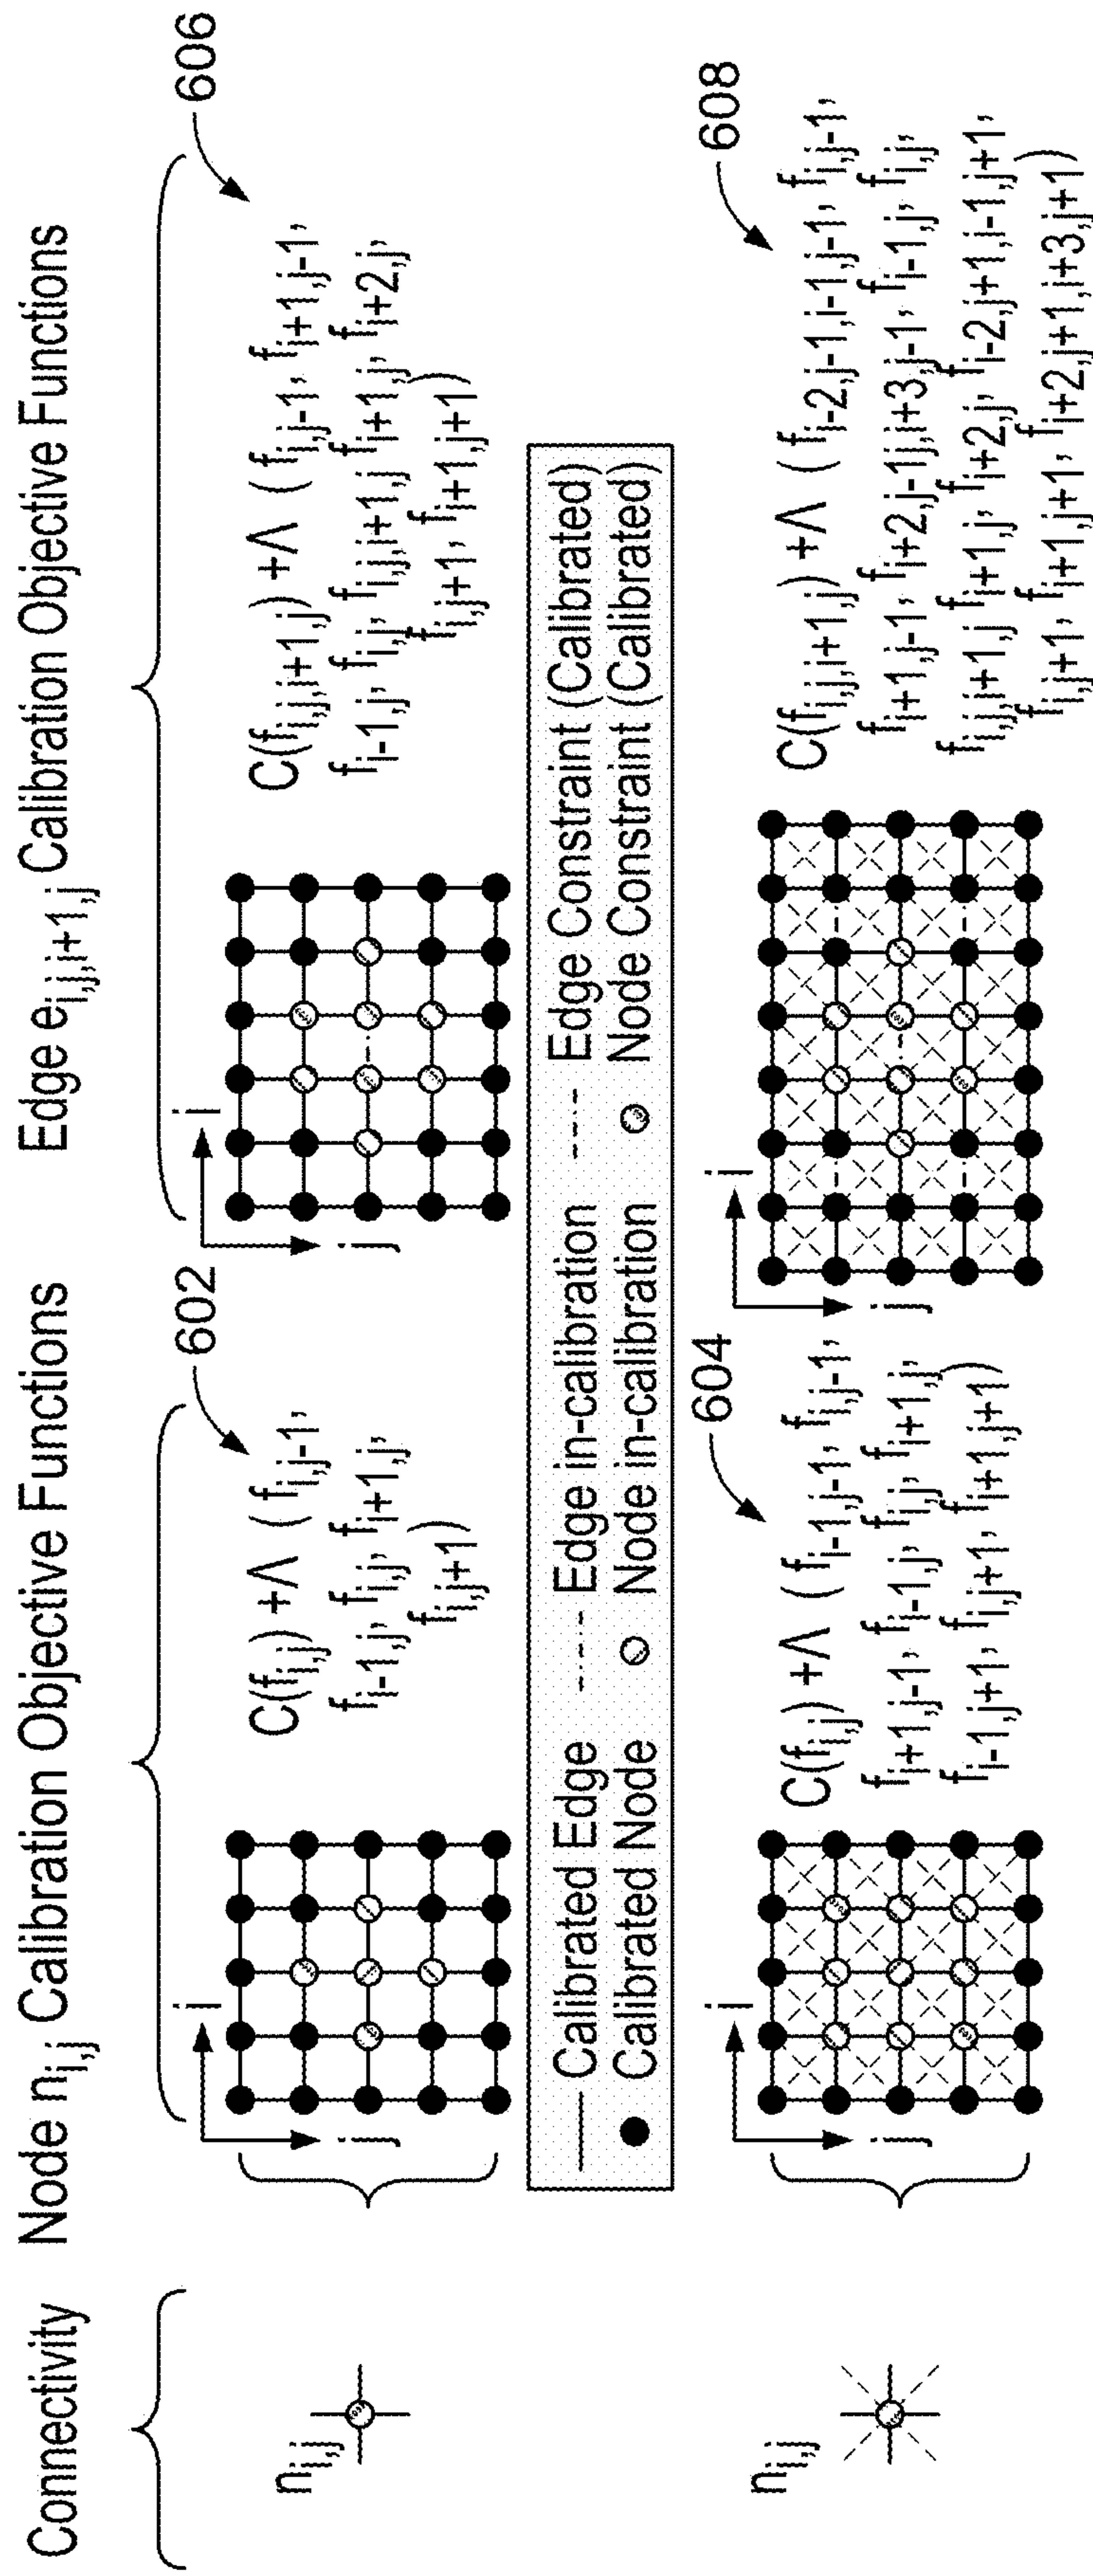 Connectivity
Node n_{i,j} Calibration Objective Functions
Edge e_{i,j,i+1,j} Calibration Objective Functions
n_{i,j}
i
j
602
C(f_{i,j}) +Λ (f_{i,j-1},
f_{i-1,j}, f_{i,j}, f_{i+1,j},
f_{i,j+1})
i
j
606
C(f_{i,j,i+1,j}) +Λ (f_{i,j-1}, f_{i+1,j-1},
f_{i-1,j}, f_{i,j}, f_{i,j,i+1,j} f_{i+1,j}, f_{i+2,j},
f_{i,j+1}, f_{i+1,j+1})
Calibrated Edge Edge in-calibration Edge Constraint (Calibrated)
Calibrated Node Node in-calibration Node Constraint (Calibrated)
n_{i,j}
i
j
604
C(f_{i,j}) +Λ (f_{i-1,j-1}, f_{i,j-1},
f_{i+1,j-1}, f_{i-1,j}, f_{i,j}, f_{i+1,j},
f_{i-1,j+1}, f_{i,j+1}, f_{i+1,j+1})
i
j
608
C(f_{i,j,i+1,j}) +Λ (f_{i-2,j-1,i-1,j-1}, f_{i,j-1},
f_{i+1,j-1}, f_{i+2,j-1,i+3,j-1}, f_{i-1,j}, f_{i,j},
f_{i,j,i+1,j} f_{i+1,j}, f_{i+2,j}, f_{i-2,j+1,i-1,j+1},
f_{i,j+1}, f_{i+1,j+1}, f_{i+2,j+1,i+3,j+1})